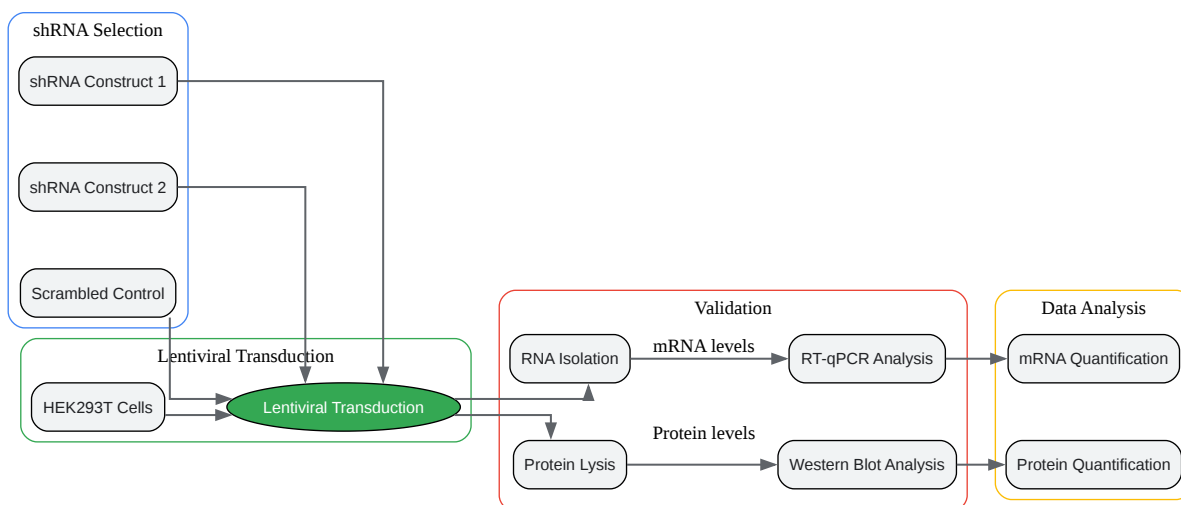 shRNA Selection
shRNA Construct 1
shRNA Construct 2
Scrambled Control
Lentiviral Transduction
HEK293T Cells
Lentiviral Transduction
Validation
RNA Isolation
mRNA levels
RT-qPCR Analysis
Protein levels
Protein Lysis
Western Blot Analysis
Data Analysis
mRNA Quantification
Protein Quantification